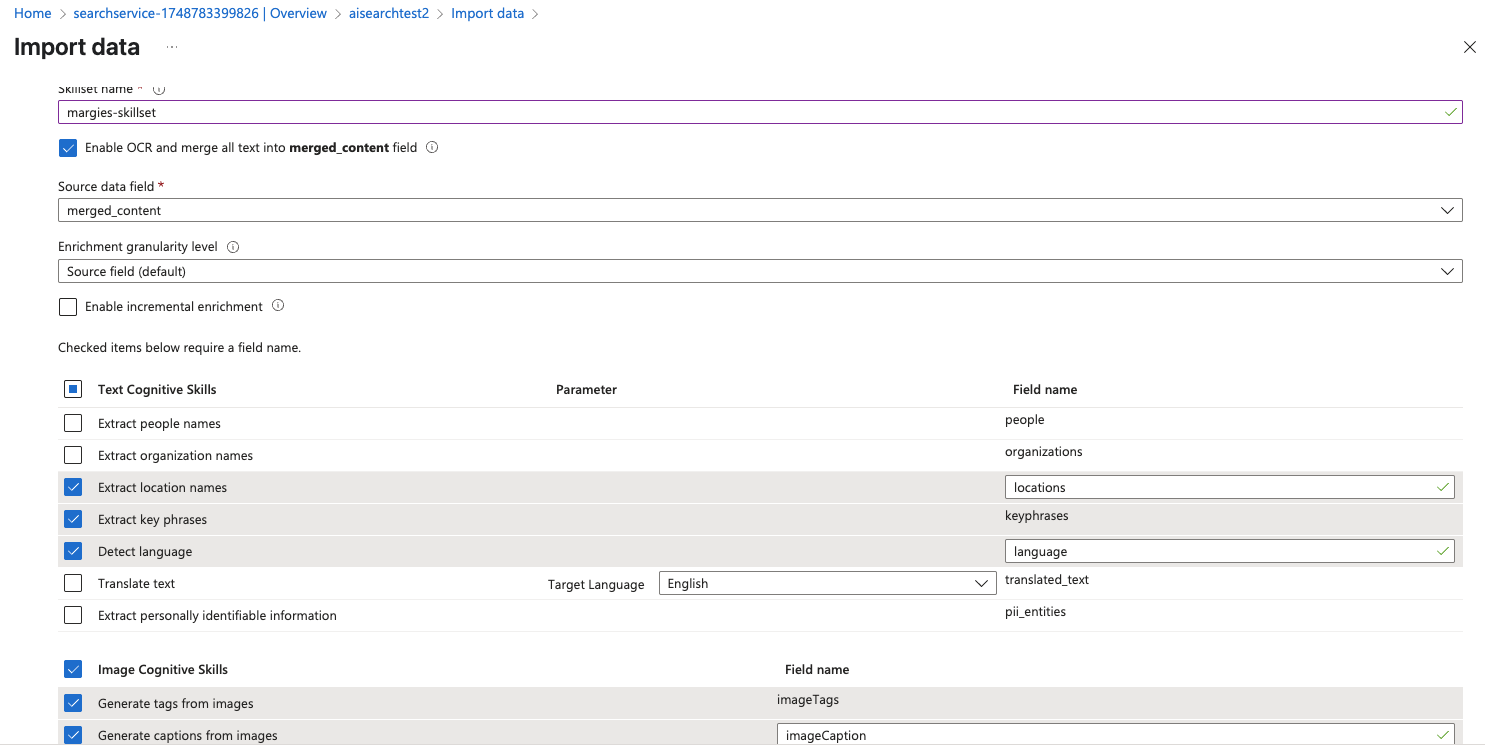 Home > searchservice-1748783399826 | Overview > aisearchtest2 > Import data >
Import data ...
Skillset name *
margies-skillset
Enable OCR and merge all text into merged_content field
Source data field *
merged_content
Enrichment granularity level
Source field (default)
Enable incremental enrichment
Checked items below require a field name.
Text Cognitive Skills Parameter Field name
Extract people names people
Extract organization names organizations
Extract location names locations
Extract key phrases keyphrases
Detect language language
Translate text Target Language English translated_text
Extract personally identifiable information pii_entities
Image Cognitive Skills Field name
Generate tags from images imageTags
Generate captions from images imageCaption